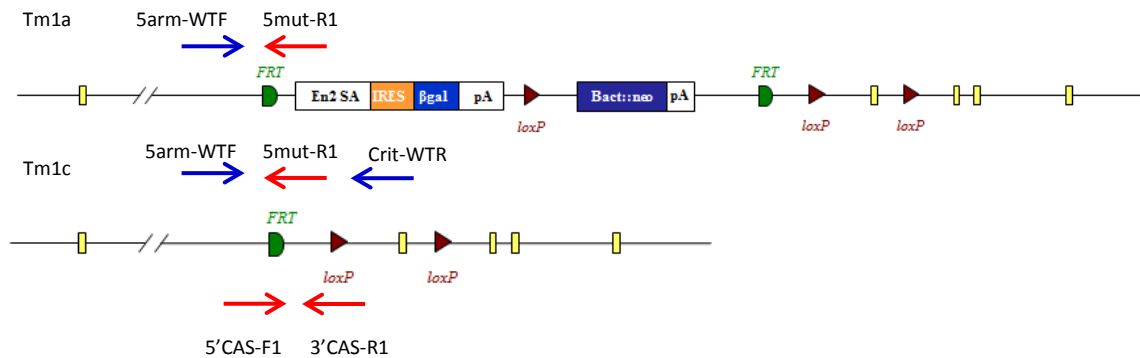 Tm1a 5arm-WTF 5mut-R1
FRT FRT
En2 SA IRES βgal pA Bact::neo pA
loxP loxP loxP
Tm1c 5arm-WTF 5mut-R1 Crit-WTR
FRT
loxP loxP
5'CAS-F1 3'CAS-R1